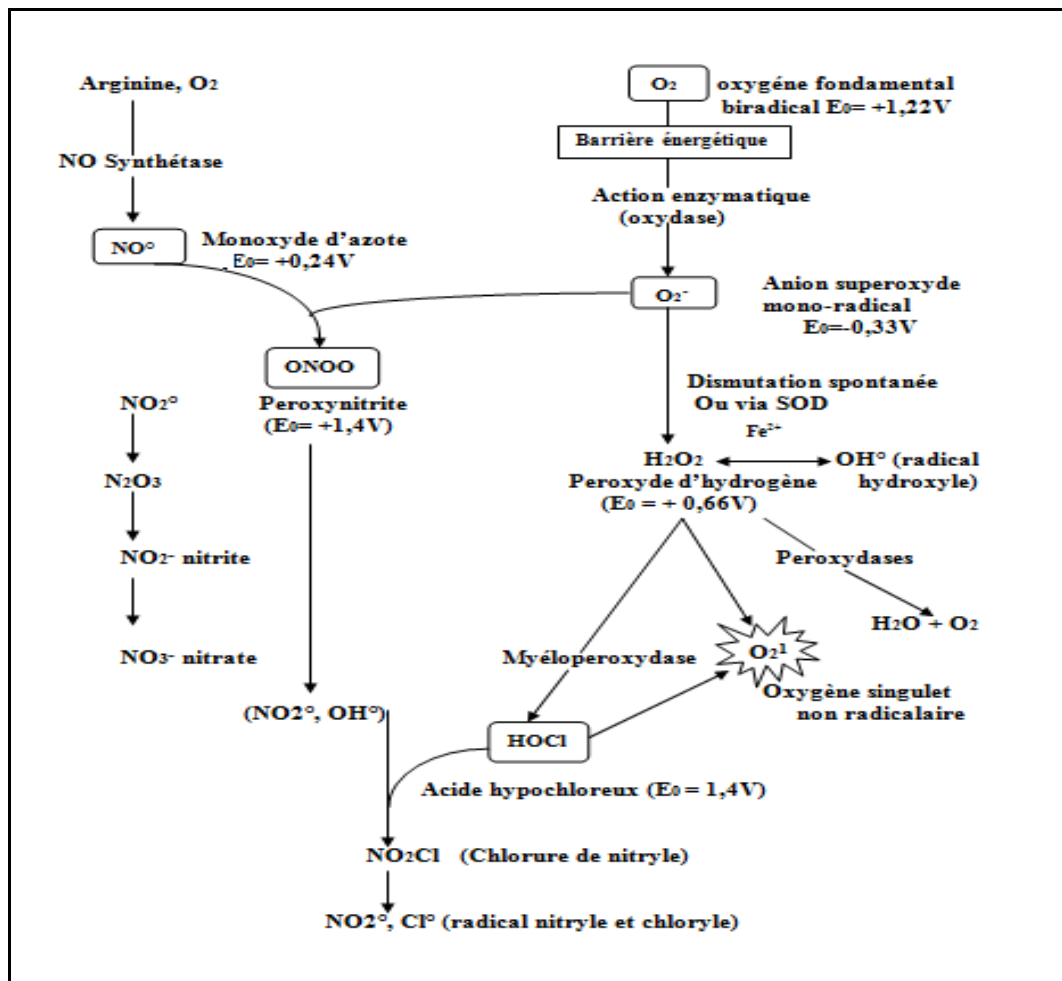 Arginine, O₂
O₂
oxygéne fondamental
biradical E₀= +1,22V
Barrière énergétique
NO Synthétase
Action enzymatique
(oxydase)
NO°
Monoxyde d’azote
. E₀= +0,24V
O₂⁻
Anion superoxyde
mono-radical
E₀=-0,33V
ONOO
Peroxynitrite
(E₀= +1,4V)
Dismutation spontanée
Ou via SOD
Fe²⁺
NO₂°
N₂O₃
NO₂- nitrite
NO₃- nitrate
H₂O₂
OH° (radical
hydroxyle)
Peroxyde d’hydrogène
(E₀ = + 0,66V)
Peroxydases
H₂O + O₂
Myéloperoxydase
O₂¹
Oxygène singulet
non radicalaire
(NO2°, OH°)
HOCl
Acide hypochloreux (E₀ = 1,4V)
NO₂Cl (Chlorure de nitryle)
NO2°, Cl° (radical nitryle et chloryle)